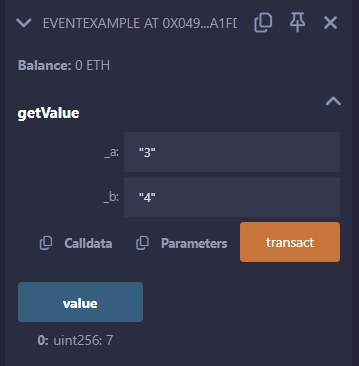 EVENTEXAMPLE AT 0X049...A1FD
Balance: 0 ETH
getValue
_a: "3"
_b: "4"
Calldata Parameters transact
value
0: uint256: 7